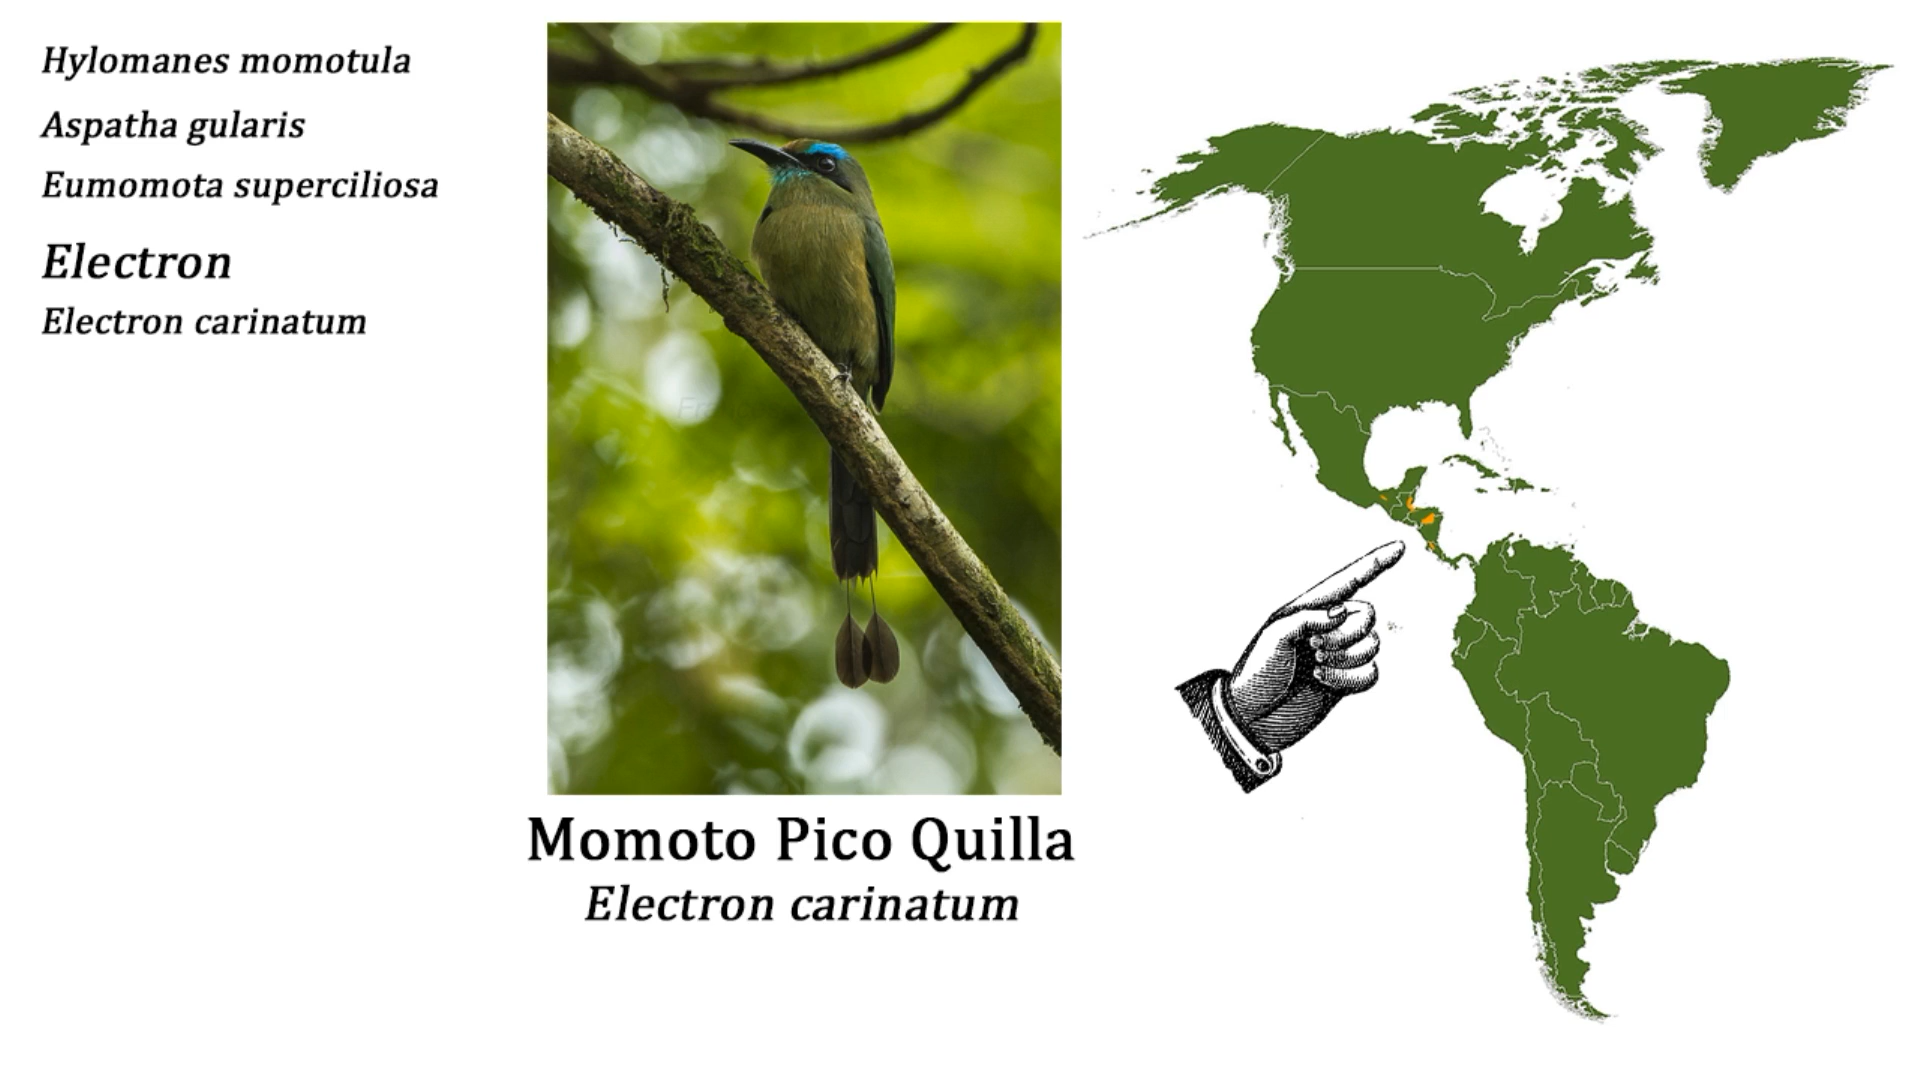 Hylomanes momotula
Aspatha gularis
Eumomota superciliosa
Electron
Electron carinatum
Momoto Pico Quilla
Electron carinatum